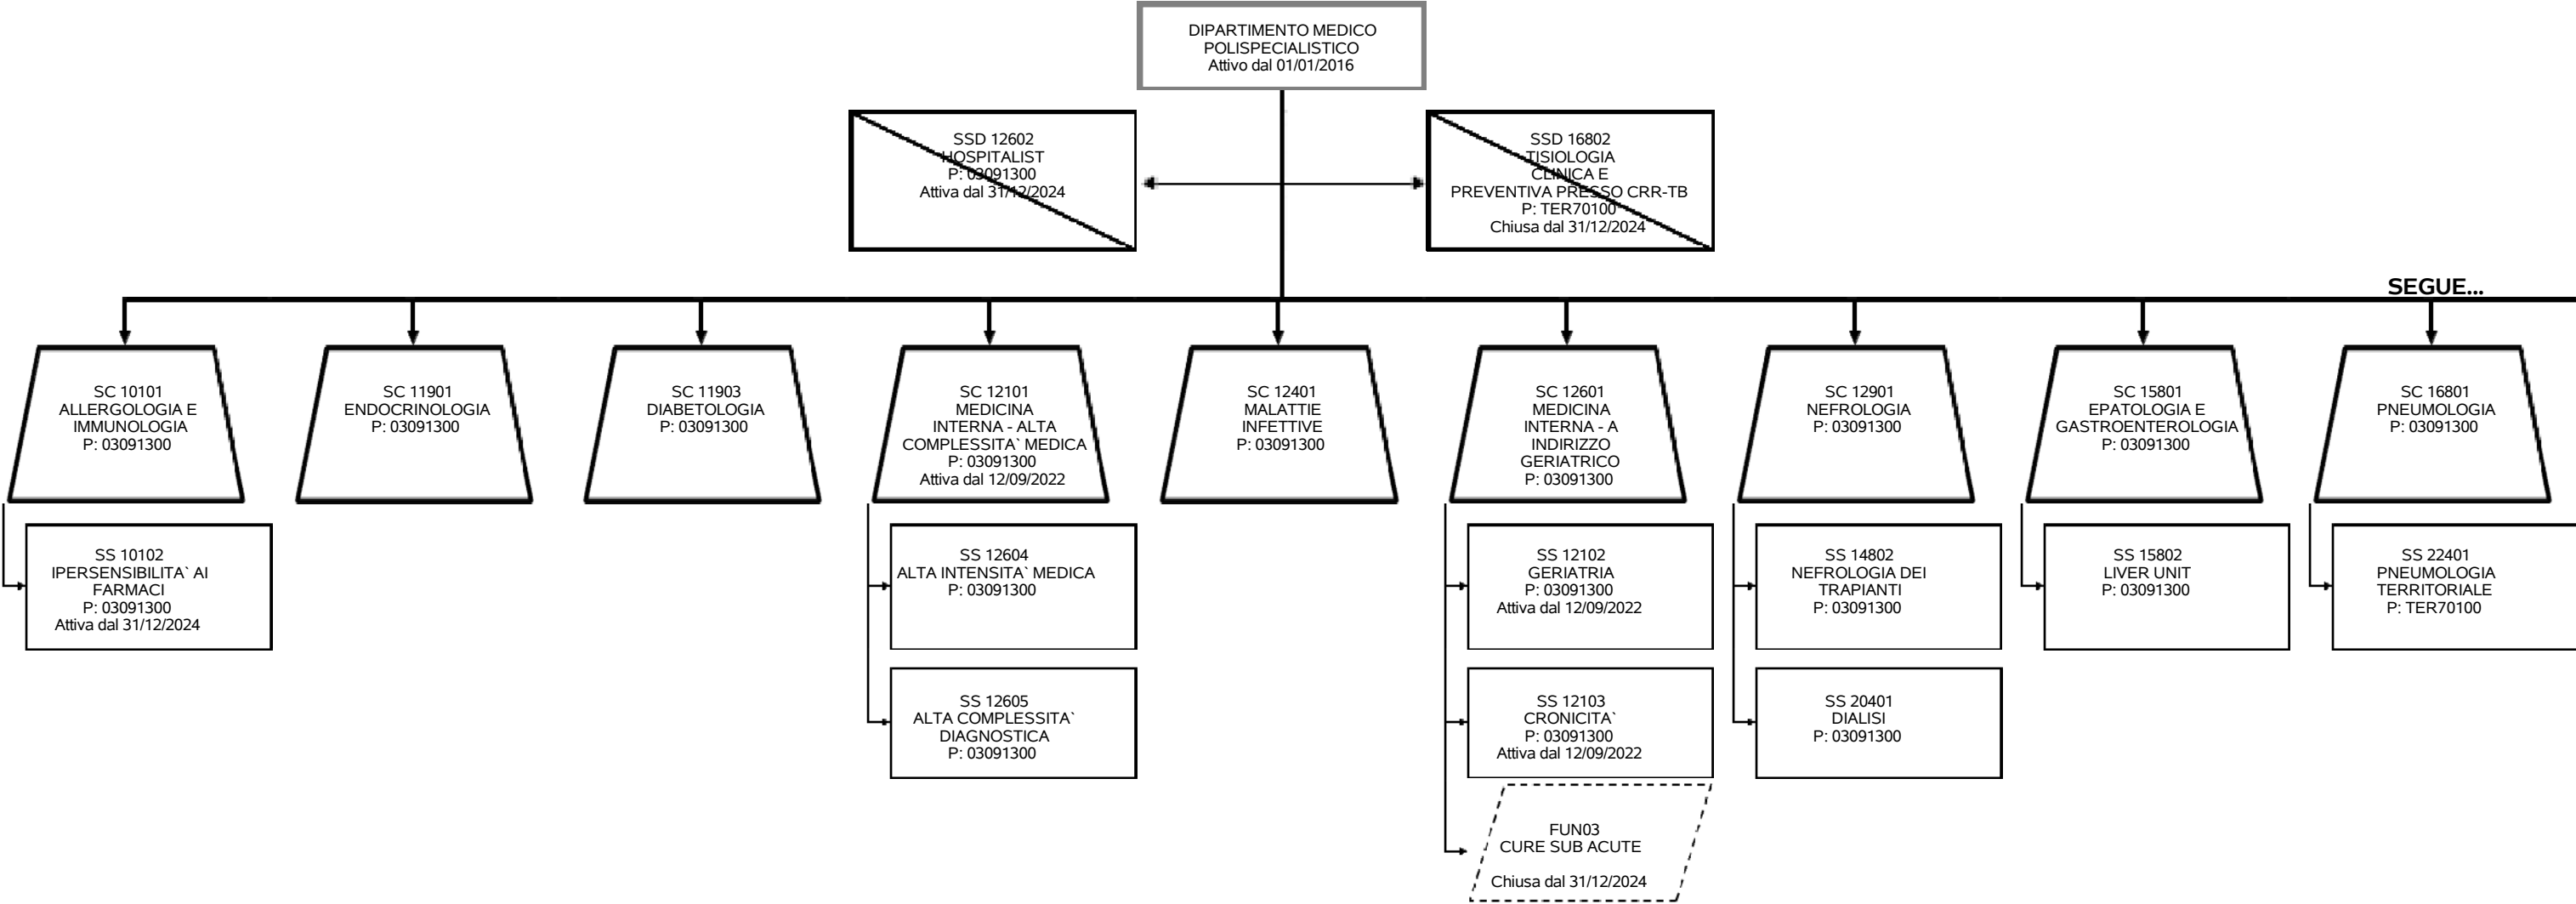 DIPARTIMENTO MEDICO
POLISPECIALISTICO
Attivo dal 01/01/2016
SSD 12602
HOSPITALIST
P: 03091300
Attiva dal 31/12/2024
SSD 16802
TISIOLOGIA
CLINICA E
PREVENTIVA PRESSO CRR-TB
P: TER70100
Chiusa dal 31/12/2024
SEGUE...
SC 10101
ALLERGOLOGIA E
IMMUNOLOGIA
P: 03091300
SC 11901
ENDOCRINOLOGIA
P: 03091300
SC 11903
DIABETOLOGIA
P: 03091300
SC 12101
MEDICINA
INTERNA - ALTA
COMPLESSITA` MEDICA
P: 03091300
Attiva dal 12/09/2022
SC 12401
MALATTIE
INFETTIVE
P: 03091300
SC 12601
MEDICINA
INTERNA - A
INDIRIZZO
GERIATRICO
P: 03091300
SC 12901
NEFROLOGIA
P: 03091300
SC 15801
EPATOLOGIA E
GASTROENTEROLOGIA
P: 03091300
SC 16801
PNEUMOLOGIA
P: 03091300
SS 10102
IPERSENSIBILITA` AI
FARMACI
P: 03091300
Attiva dal 31/12/2024
SS 12604
ALTA INTENSITA` MEDICA
P: 03091300
SS 12102
GERIATRIA
P: 03091300
Attiva dal 12/09/2022
SS 14802
NEFROLOGIA DEI
TRAPIANTI
P: 03091300
SS 15802
LIVER UNIT
P: 03091300
SS 22401
PNEUMOLOGIA
TERRITORIALE
P: TER70100
SS 12605
ALTA COMPLESSITA`
DIAGNOSTICA
P: 03091300
SS 12103
CRONICITA`
P: 03091300
Attiva dal 12/09/2022
SS 20401
DIALISI
P: 03091300
FUN03
CURE SUB ACUTE
Chiusa dal 31/12/2024